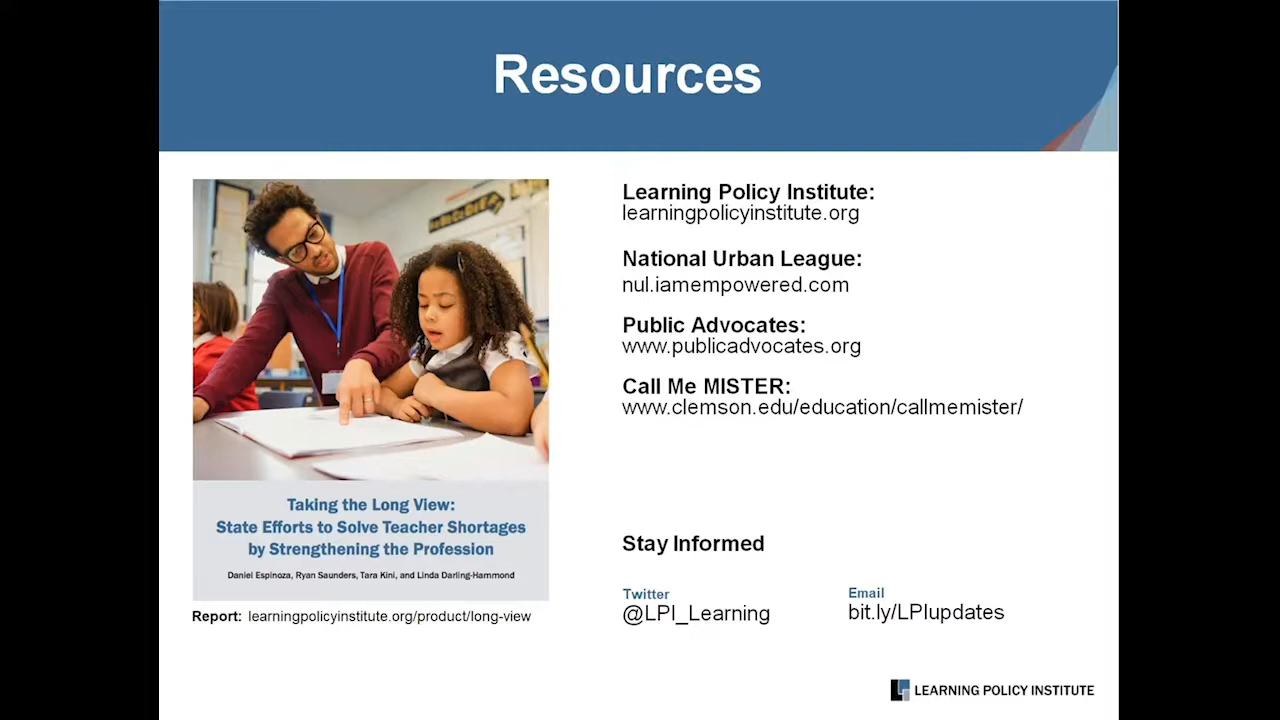 Resources
Taking the Long View:
State Efforts to Solve Teacher Shortages
by Strengthening the Profession
Daniel Espinoza, Ryan Saunders, Tara Kini, and Linda Darling-Hammond
Report: learningpolicyinstitute.org/product/long-view
Learning Policy Institute:
learningpolicyinstitute.org
National Urban League:
nul.iamempowered.com
Public Advocates:
www.publicadvocates.org
Call Me MISTER:
www.clemson.edu/education/callmemister/
Stay Informed
Twitter
@LPI_Learning
Email
bit.ly/LPIupdates
LEARNING POLICY INSTITUTE